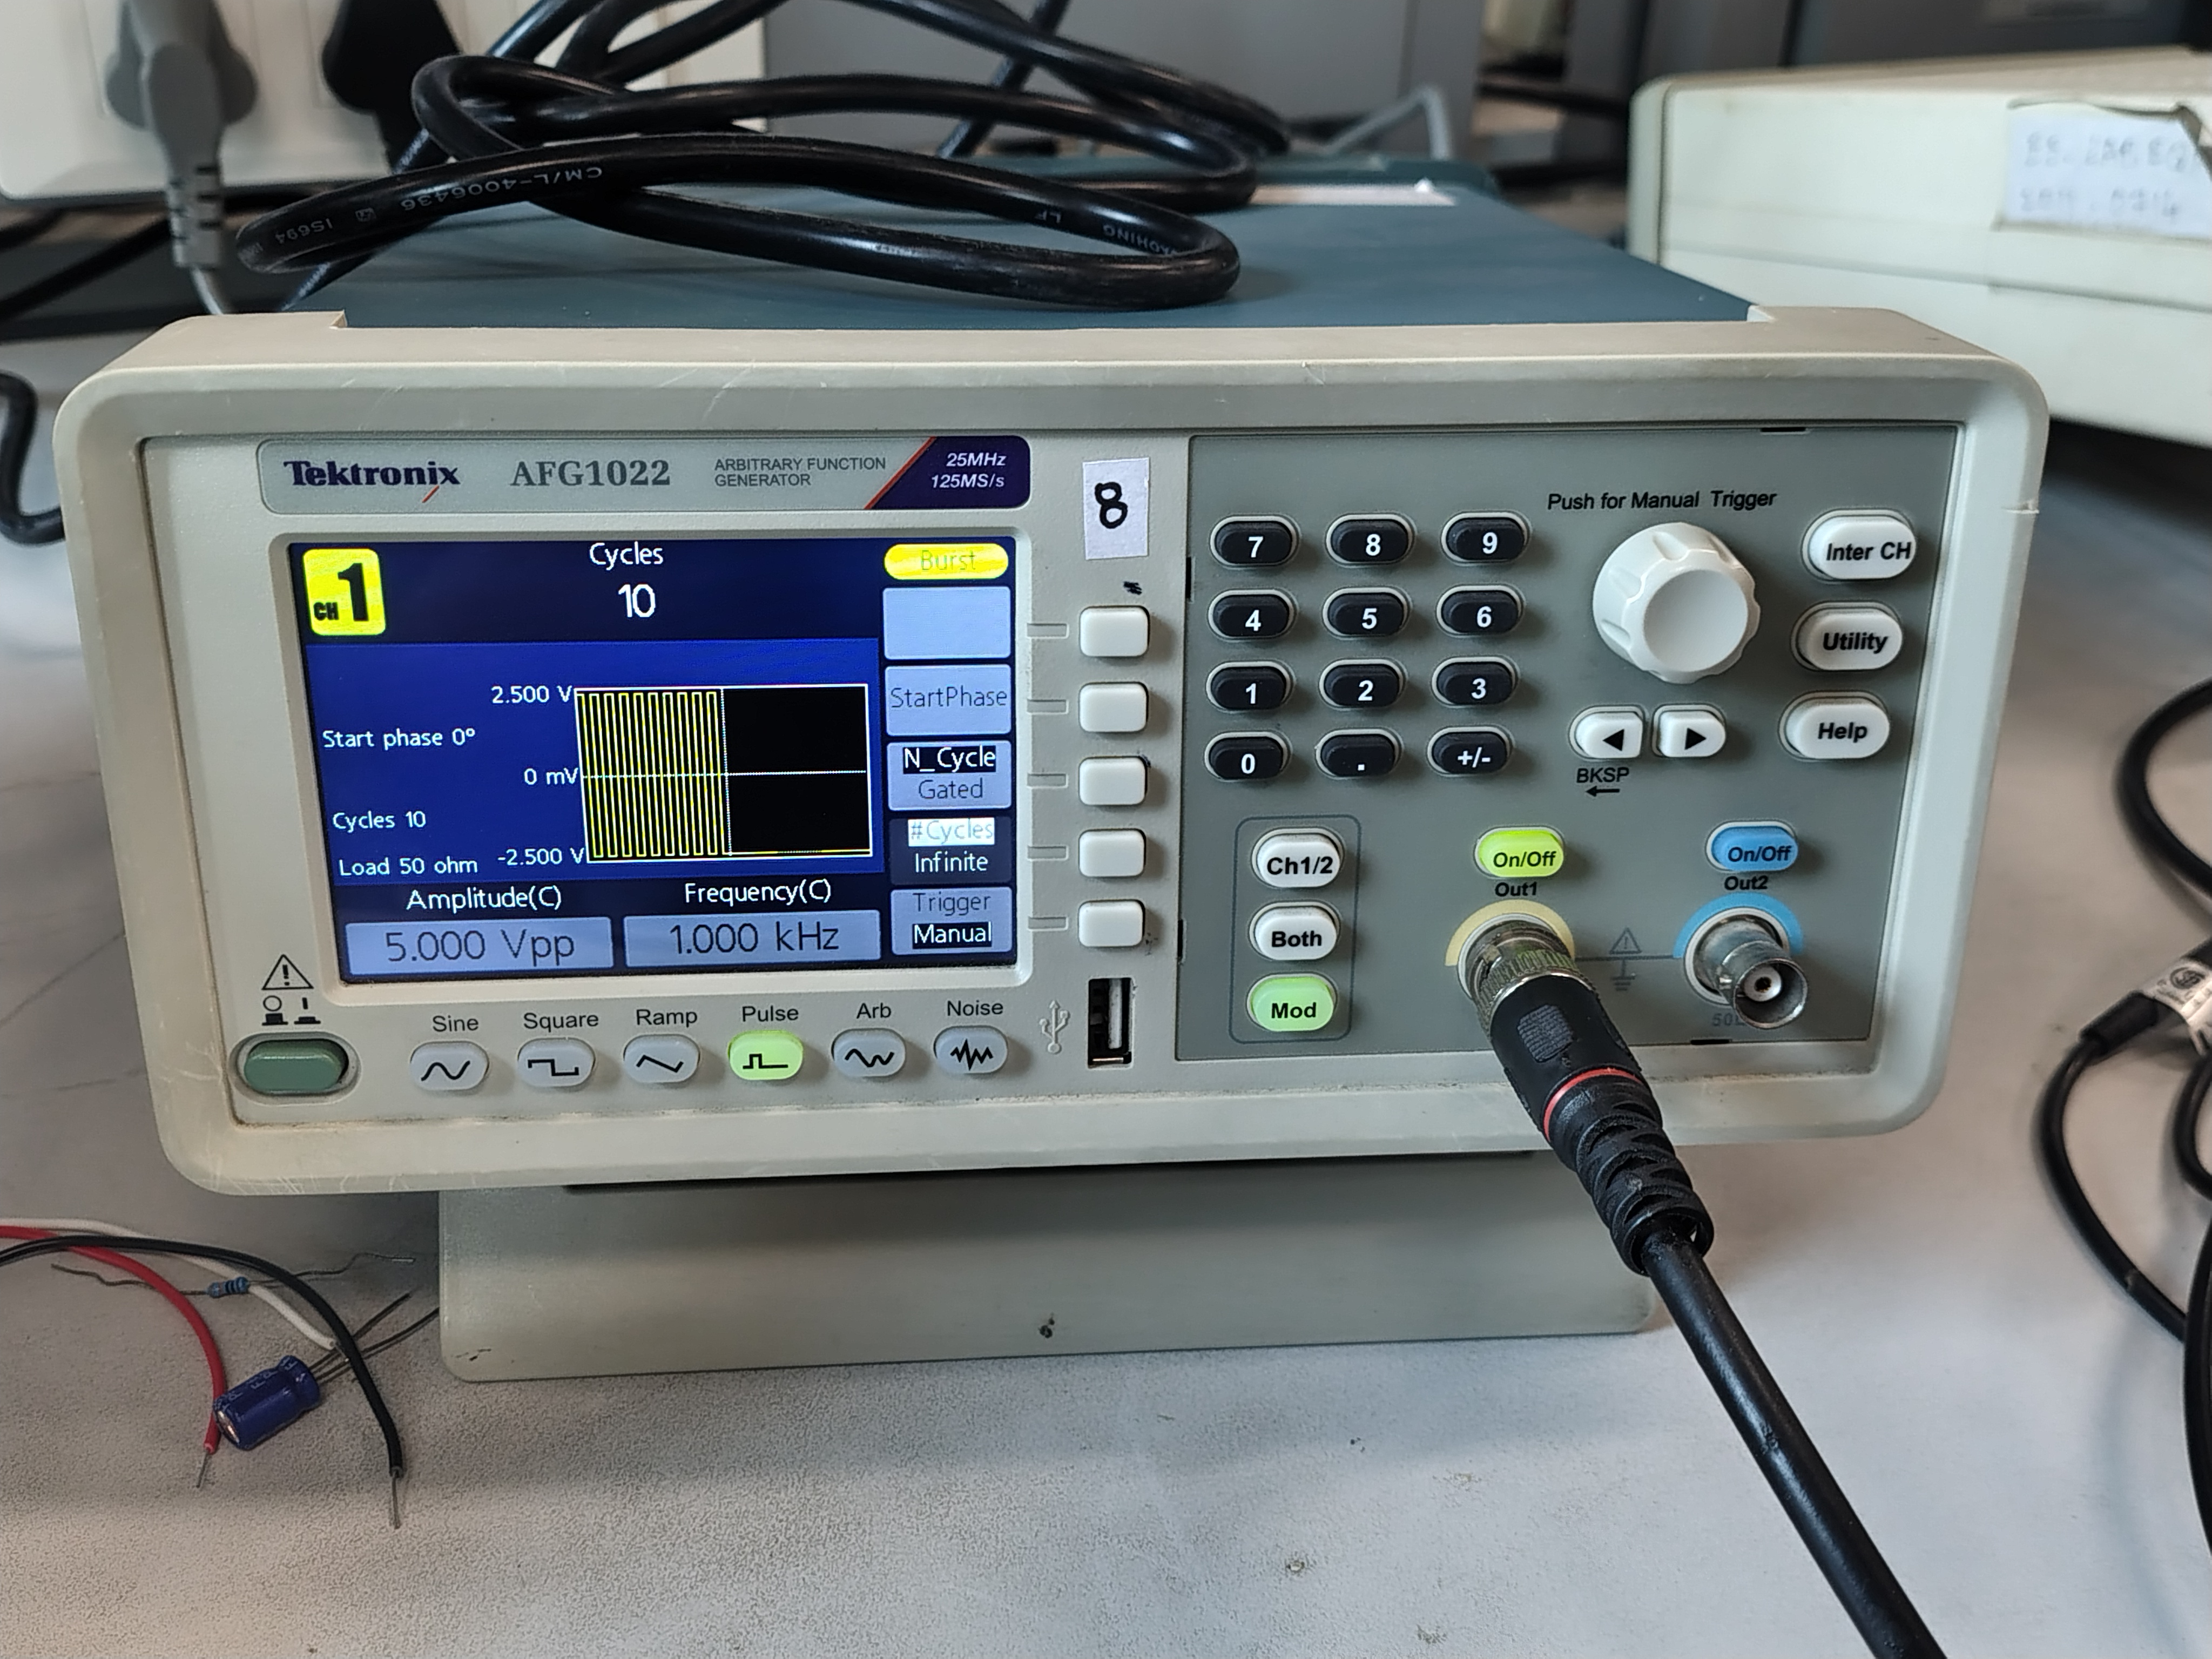 CM/L-4006436
IS694
LF
Tektronix AFG1022 ARBITRARY FUNCTION GENERATOR 25MHz 125MS/s
8
CH 1
Cycles
10
Burst
StartPhase
N_Cycle
Gated
#Cycles
Infinite
Trigger
Manual
2.500 V
Start phase 0°
0 mV
Cycles 10
Load 50 ohm
-2.500 V
Amplitude(C) Frequency(C)
5.000 Vpp 1.000 kHz
Sine Square Ramp Pulse Arb Noise
Push for Manual Trigger
7 8 9
4 5 6
1 2 3
0 . +/-
BKSP
Inter CH
Utility
Help
Ch1/2
Both
Mod
On/Off
Out1
On/Off
Out2